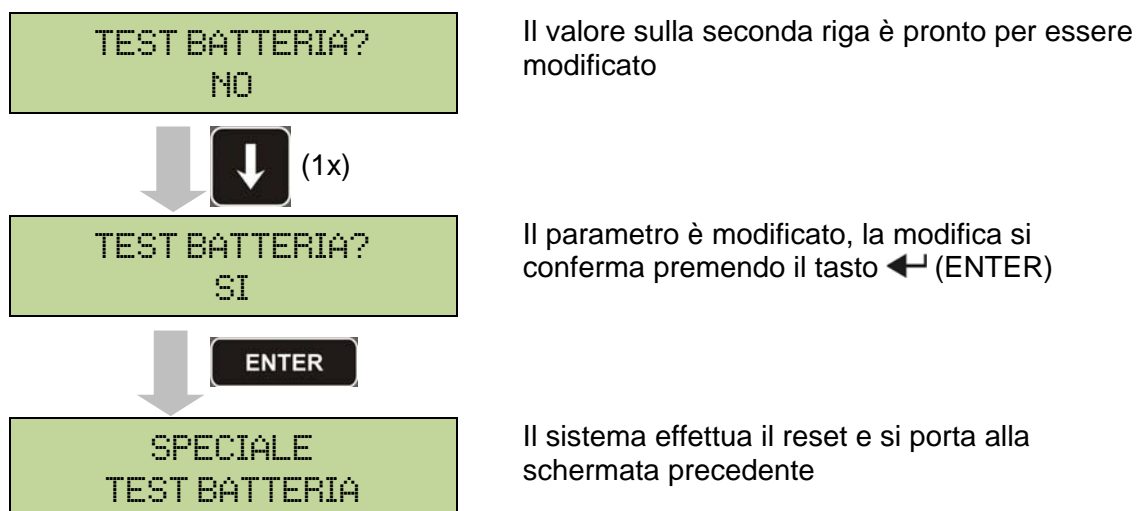 TEST BATTERIA?
NO
Il valore sulla seconda riga è pronto per essere
modificato
(1x)
TEST BATTERIA?
SI
Il parametro è modificato, la modifica si
conferma premendo il tasto (ENTER)
ENTER
SPECIALE
TEST BATTERIA
Il sistema effettua il reset e si porta alla
schermata precedente